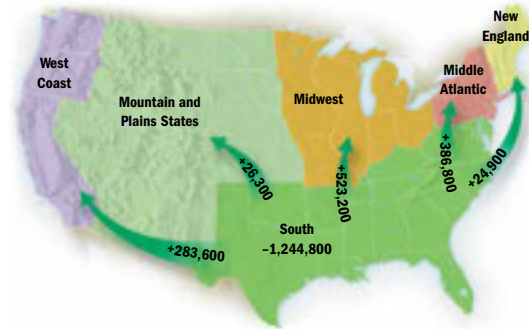 New
England
West
Coast
Middle
Atlantic
Mountain and
Plains States
Midwest
+26,300
+523,200
+386,800
+24,900
South
–1,244,800
+283,600